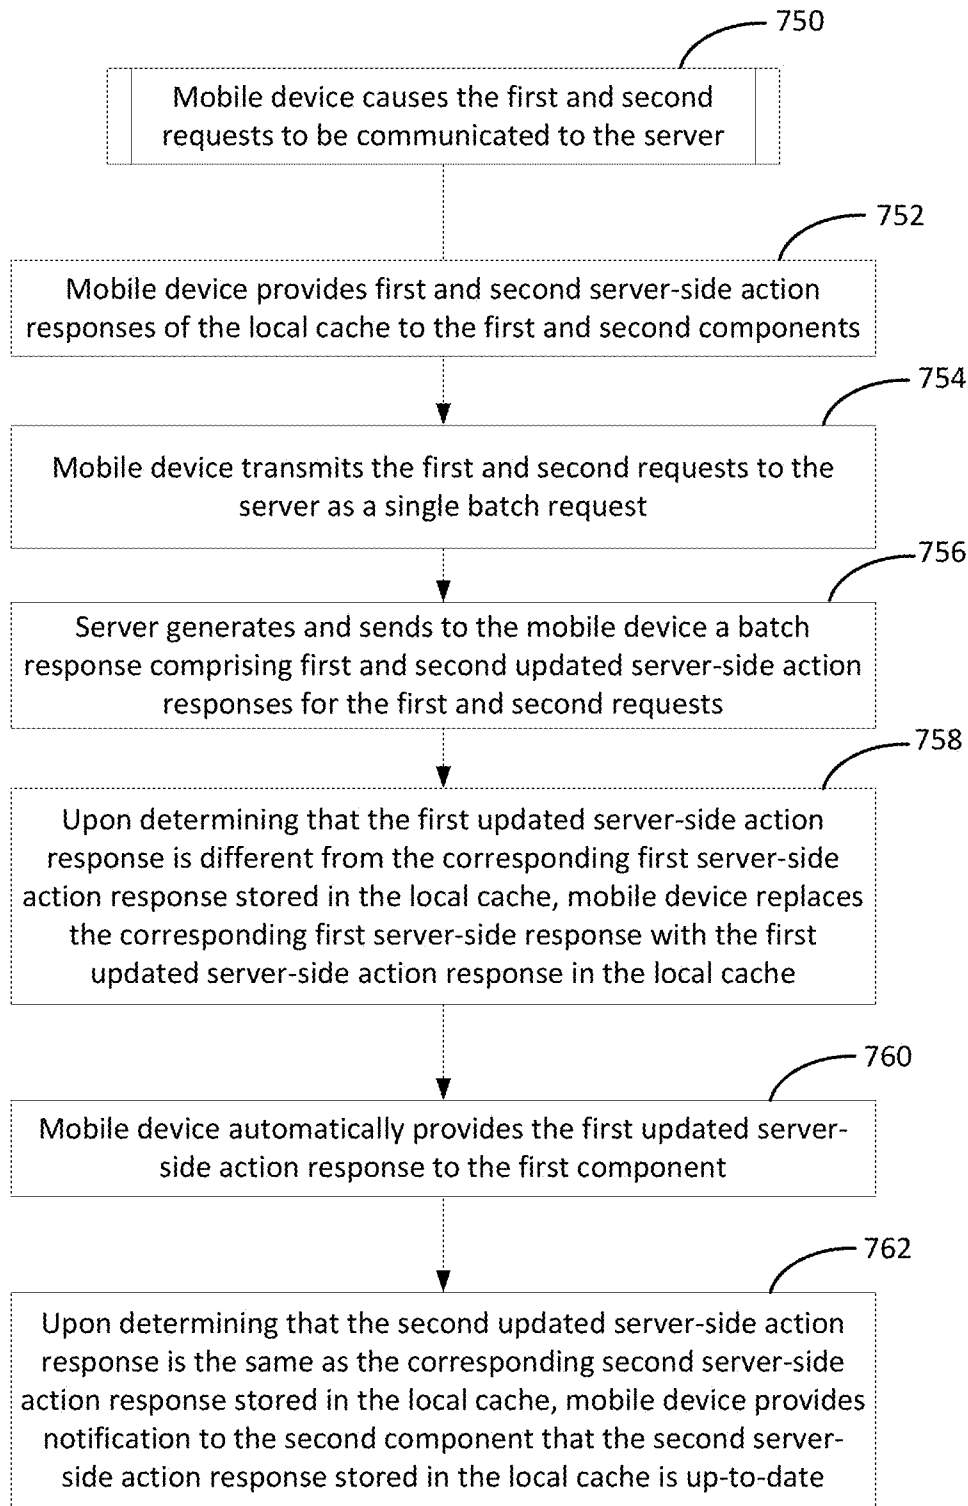 750
Mobile device causes the first and second
requests to be communicated to the server
752
Mobile device provides first and second server-side action
responses of the local cache to the first and second components
754
Mobile device transmits the first and second requests to the
server as a single batch request
756
Server generates and sends to the mobile device a batch
response comprising first and second updated server-side action
responses for the first and second requests
758
Upon determining that the first updated server-side action
response is different from the corresponding first server-side
action response stored in the local cache, mobile device replaces
the corresponding first server-side response with the first
updated server-side action response in the local cache
760
Mobile device automatically provides the first updated server-
side action response to the first component
762
Upon determining that the second updated server-side action
response is the same as the corresponding second server-side
action response stored in the local cache, mobile device provides
notification to the second component that the second server-
side action response stored in the local cache is up-to-date